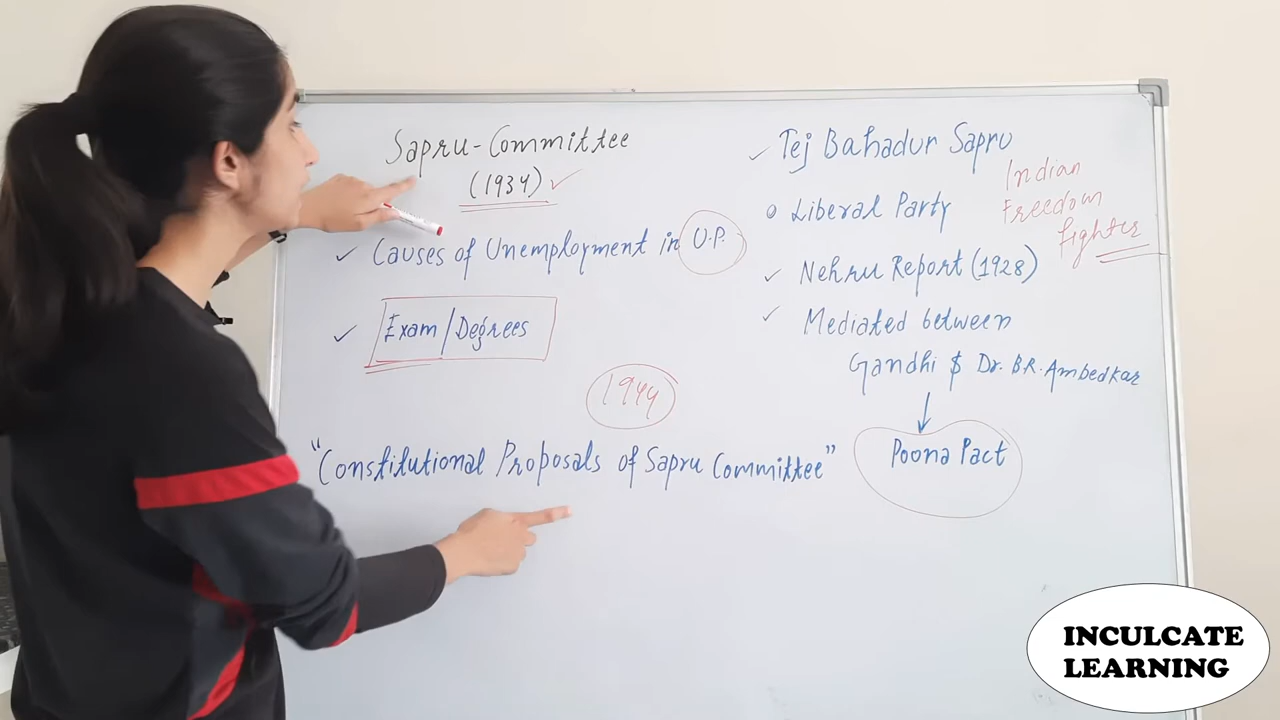 Sapru-Committee
(1934) ✓
✓ Causes of Unemployment in U.P.
✓ Exam/Degrees
1944
"Constitutional Proposals of Sapru Committee"
✓ Tej Bahadur Sapru
Indian
Freedom
fighter
o Liberal Party
✓ Nehru Report (1928)
✓ Mediated between
Gandhi $ Dr. B.R. Ambedkar
↓
Poona Pact
INCULCATE
LEARNING